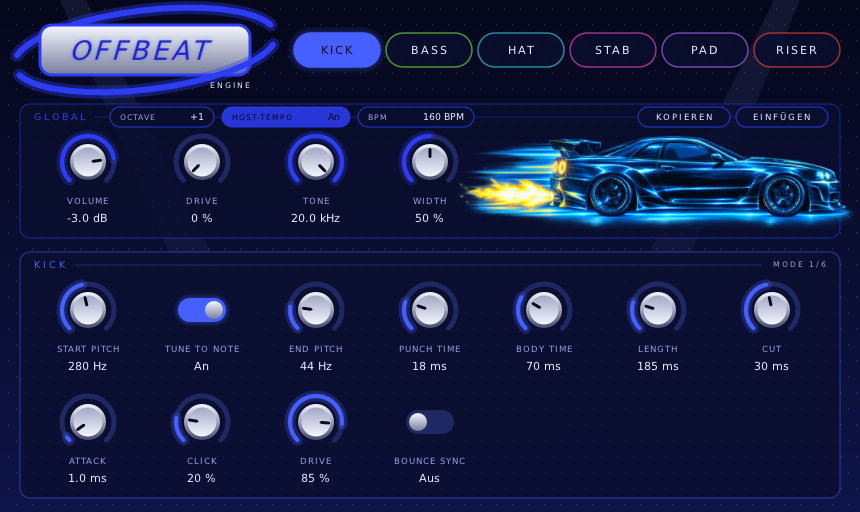 OFFBEAT
ENGINE
KICK BASS HAT STAB PAD RISER
GLOBAL OCTAVE +1 HOST-TEMPO An BPM 160 BPM KOPIEREN EINFÜGEN
VOLUME DRIVE TONE WIDTH
-3.0 dB 0 % 20.0 kHz 50 %
KICK MODE 1/6
START PITCH TUNE TO NOTE END PITCH PUNCH TIME BODY TIME LENGTH CUT
280 Hz An 44 Hz 18 ms 70 ms 185 ms 30 ms
ATTACK CLICK DRIVE BOUNCE SYNC
1.0 ms 20 % 85 % Aus